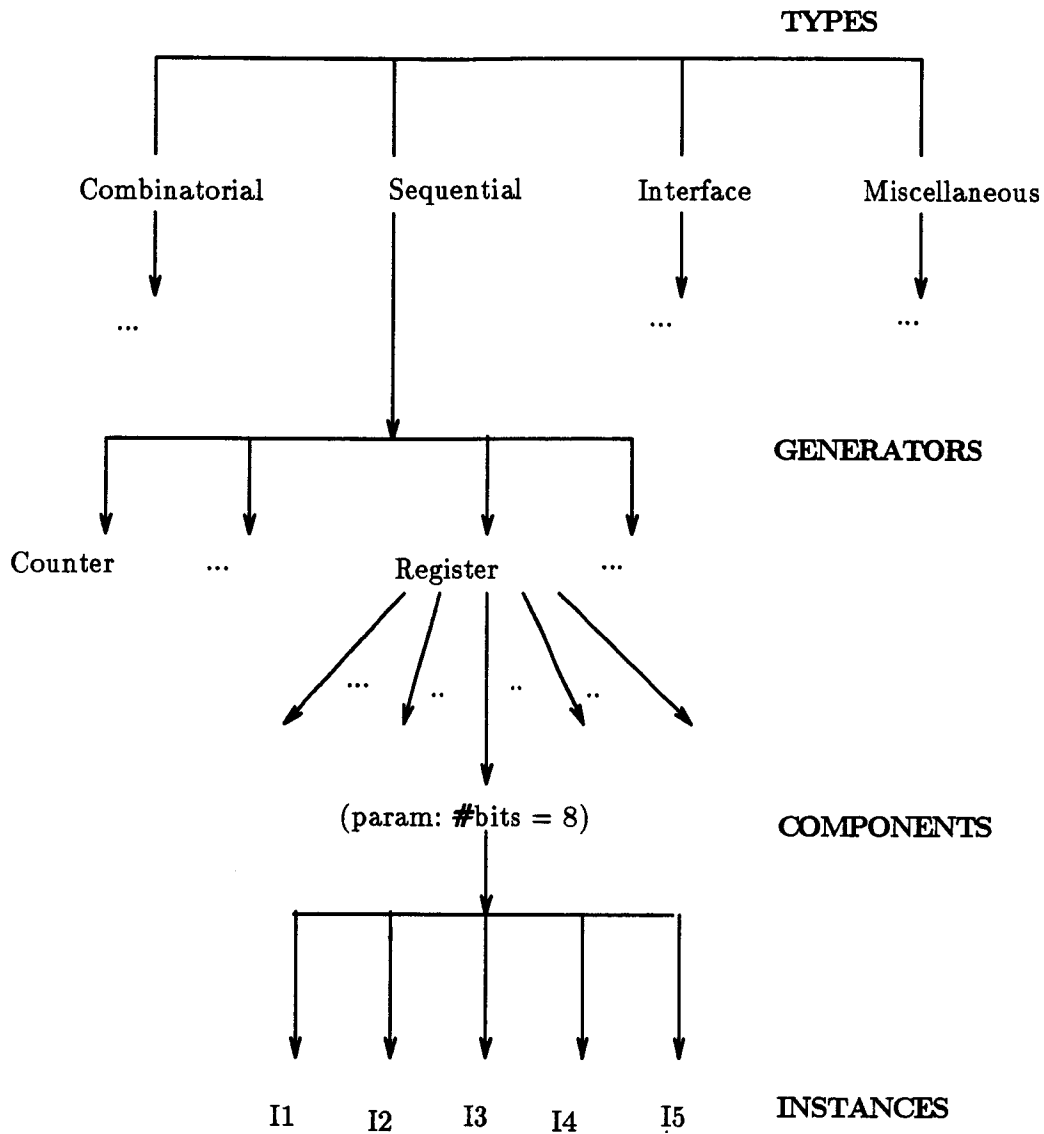 TYPES
Combinatorial Sequential Interface Miscellaneous
... ... ...
GENERATORS
Counter ... Register ...
... .. .. ..
(param: #bits = 8)
COMPONENTS
I1 I2 I3 I4 I5
INSTANCES